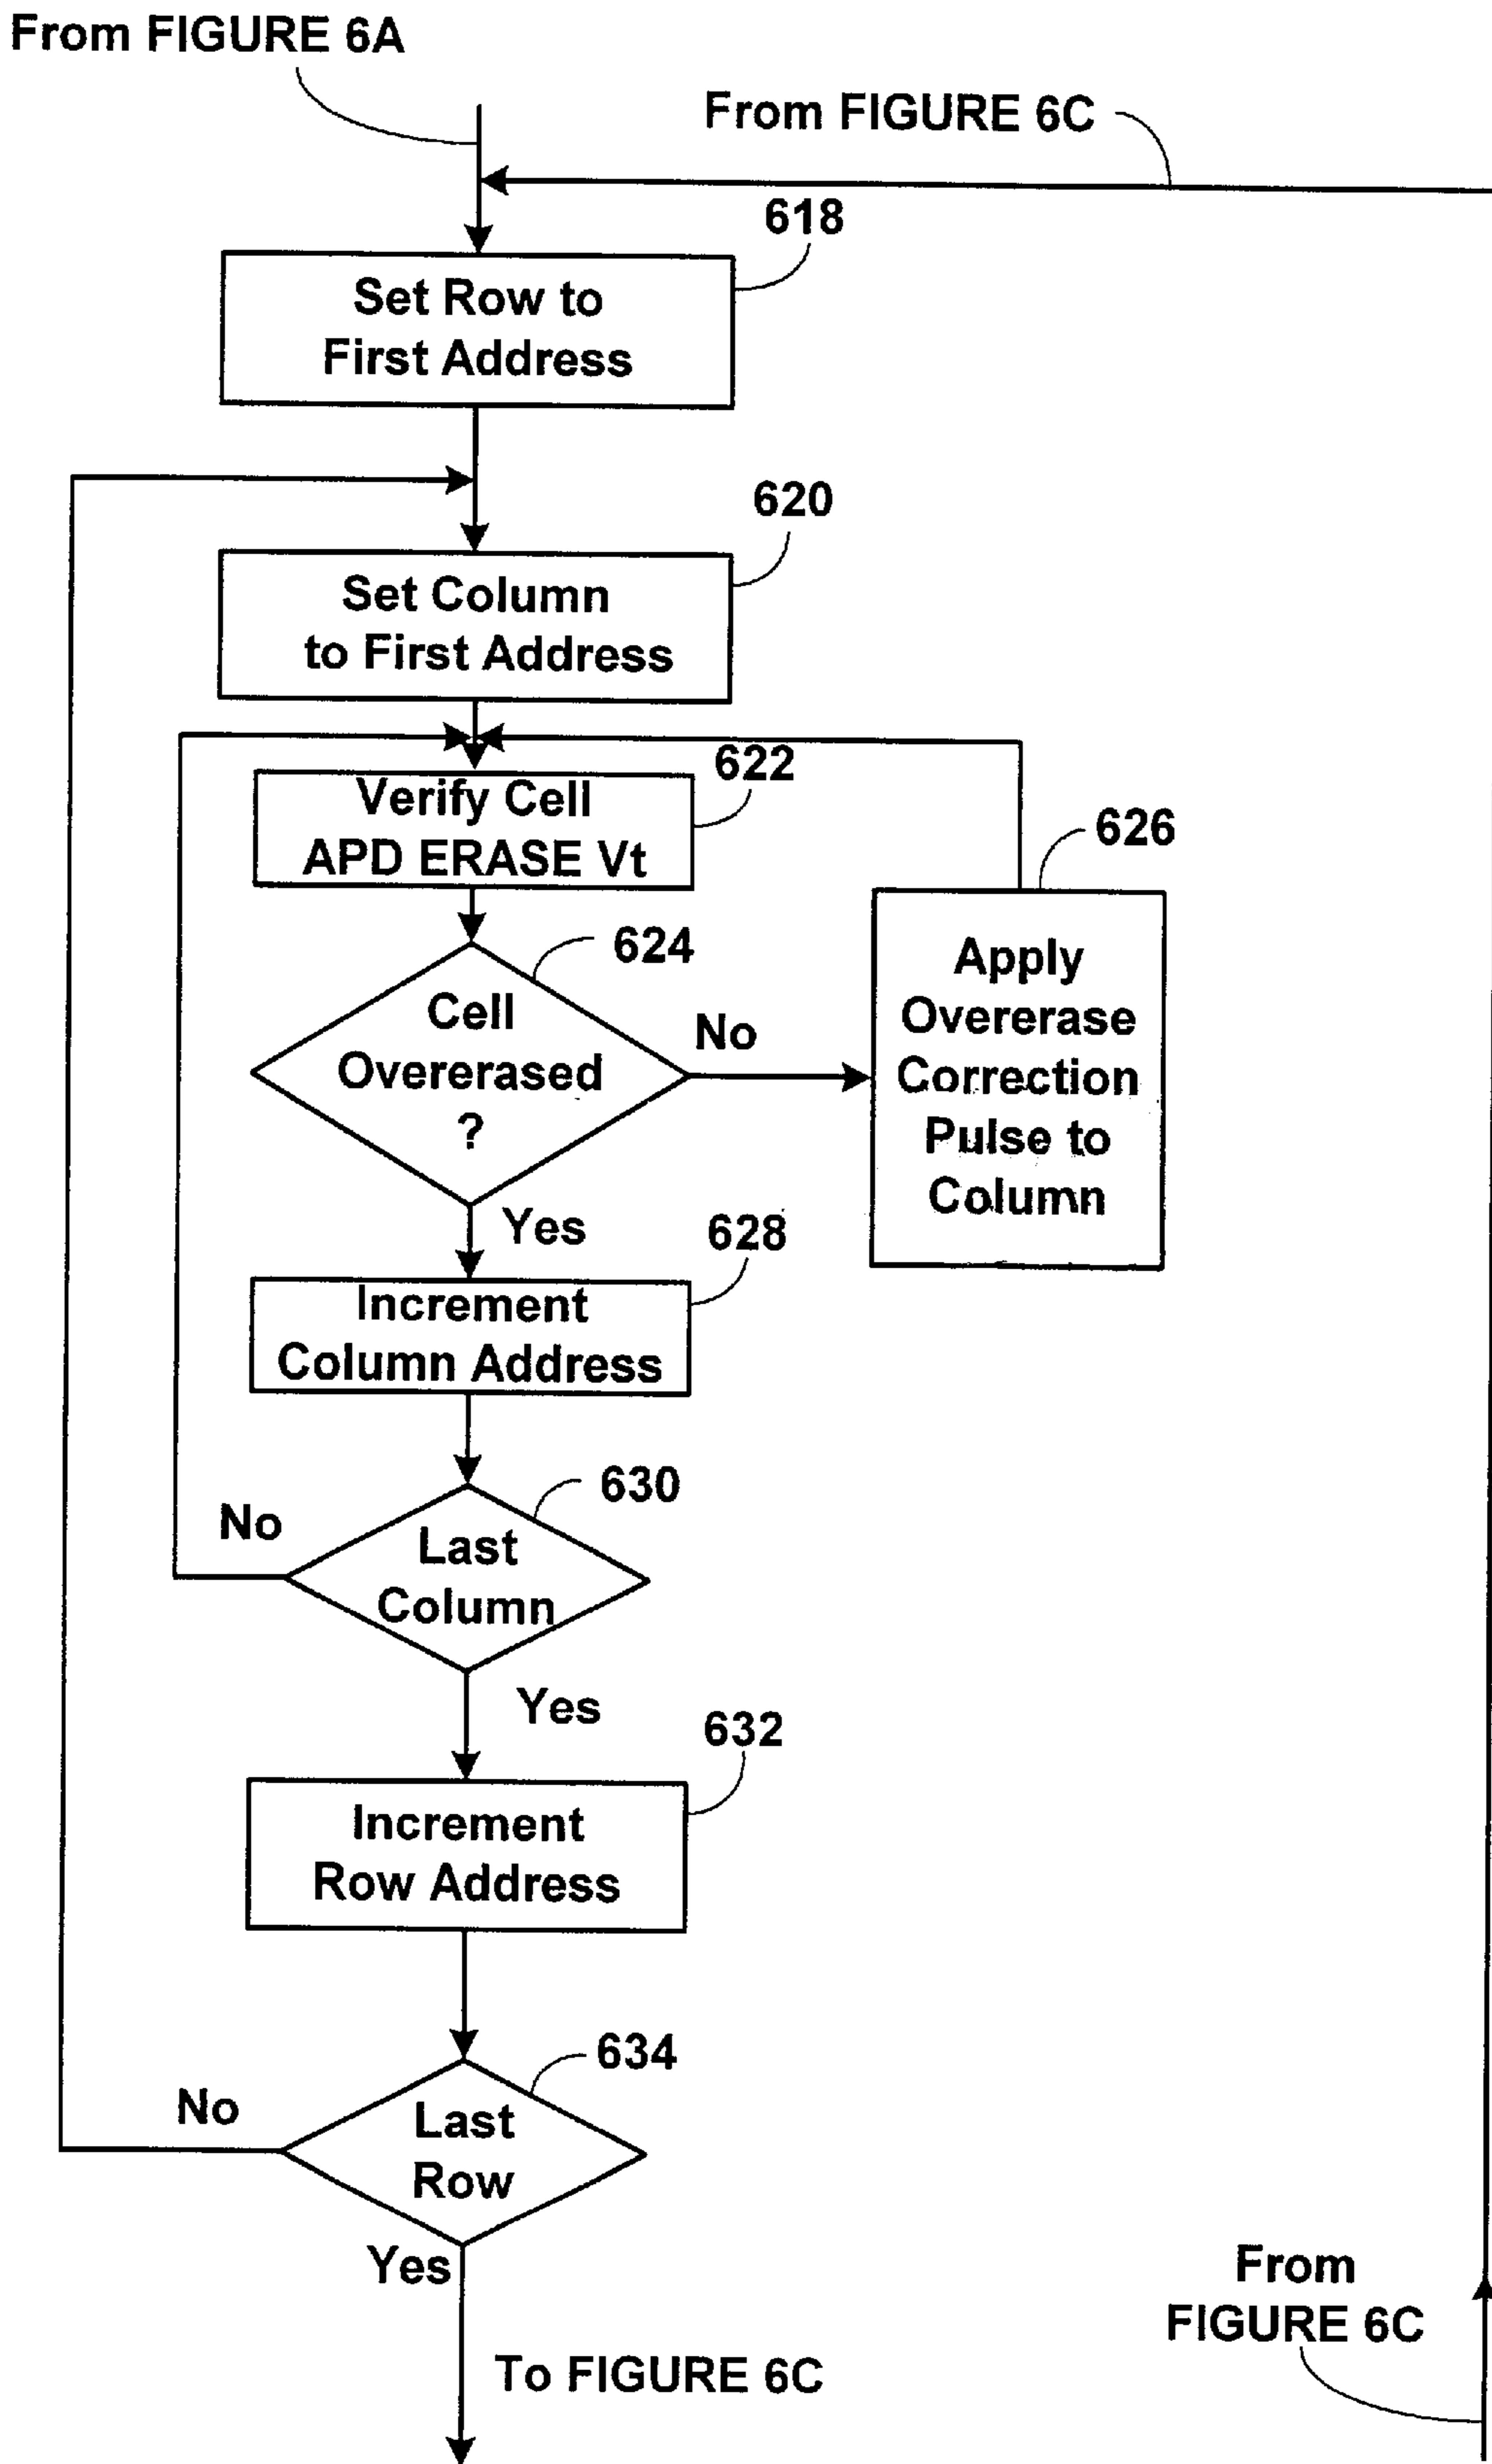 From FIGURE 6A
From FIGURE 6C
618
Set Row to
First Address
620
Set Column
to First Address
622
Verify Cell
APD ERASE Vt
626
624
Cell
Overerased
?
No
Apply
Overerase
Correction
Pulse to
Column
Yes
628
Increment
Column Address
630
No
Last
Column
Yes
632
Increment
Row Address
634
No
Last
Row
Yes
From
FIGURE 6C
To FIGURE 6C